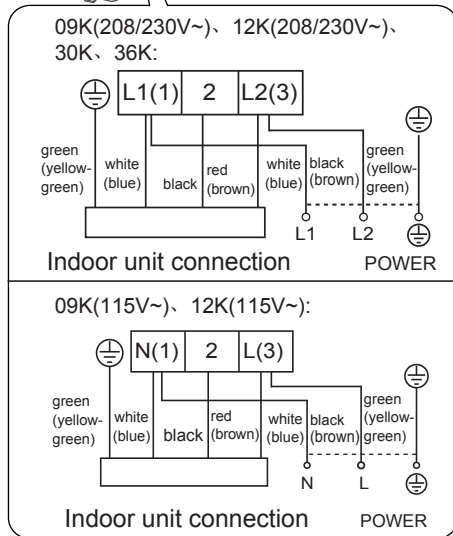 09K(208/230V~)、12K(208/230V~)、
30K、36K:
L1(1) 2 L2(3)
green
(yellow-
green)
white
(blue)
black
red
(brown)
white
(blue)
black
(brown)
green
(yellow-
green)
L1 L2
Indoor unit connection POWER
09K(115V~)、12K(115V~):
N(1) 2 L(3)
green
(yellow-
green)
white
(blue)
black
red
(brown)
white
(blue)
black
(brown)
green
(yellow-
green)
N L
Indoor unit connection POWER